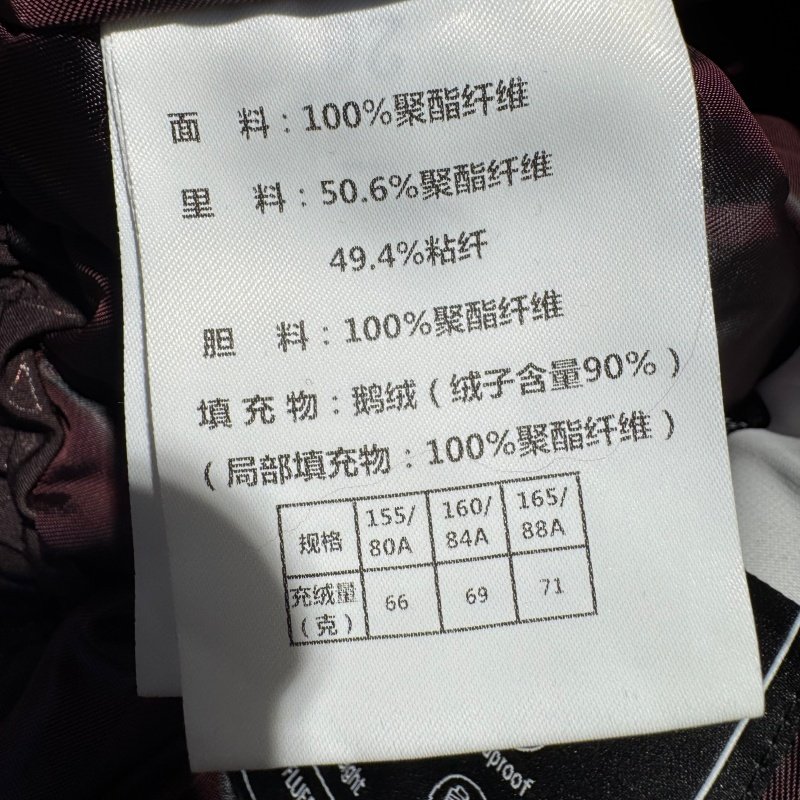 面 料：100%聚酯纤维
里 料：50.6%聚酯纤维
49.4%粘纤
胆 料：100%聚酯纤维
填充物：鹅绒（绒子含量90%）
（局部填充物：100%聚酯纤维）
规格 155/80A 160/84A 165/88A
充绒量（克） 66 69 71